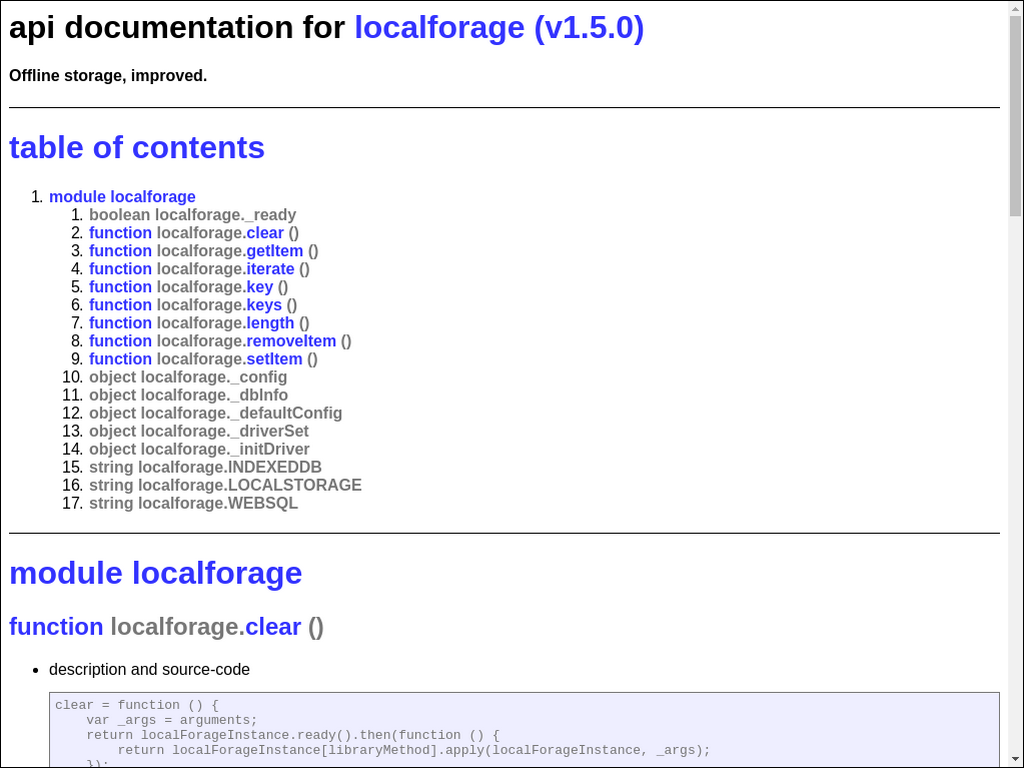 api documentation for localforage (v1.5.0)
Offline storage, improved.
table of contents
1. module localforage
1. boolean localforage._ready
2. function localforage.clear ()
3. function localforage.getItem ()
4. function localforage.iterate ()
5. function localforage.key ()
6. function localforage.keys ()
7. function localforage.length ()
8. function localforage.removeItem ()
9. function localforage.setItem ()
10. object localforage._config
11. object localforage._dbInfo
12. object localforage._defaultConfig
13. object localforage._driverSet
14. object localforage._initDriver
15. string localforage.INDEXEDDB
16. string localforage.LOCALSTORAGE
17. string localforage.WEBSQL
module localforage
function localforage.clear ()
• description and source-code
clear = function () {
    var _args = arguments;
    return localForageInstance.ready().then(function () {
        return localForageInstance[libraryMethod].apply(localForageInstance, _args);
    });